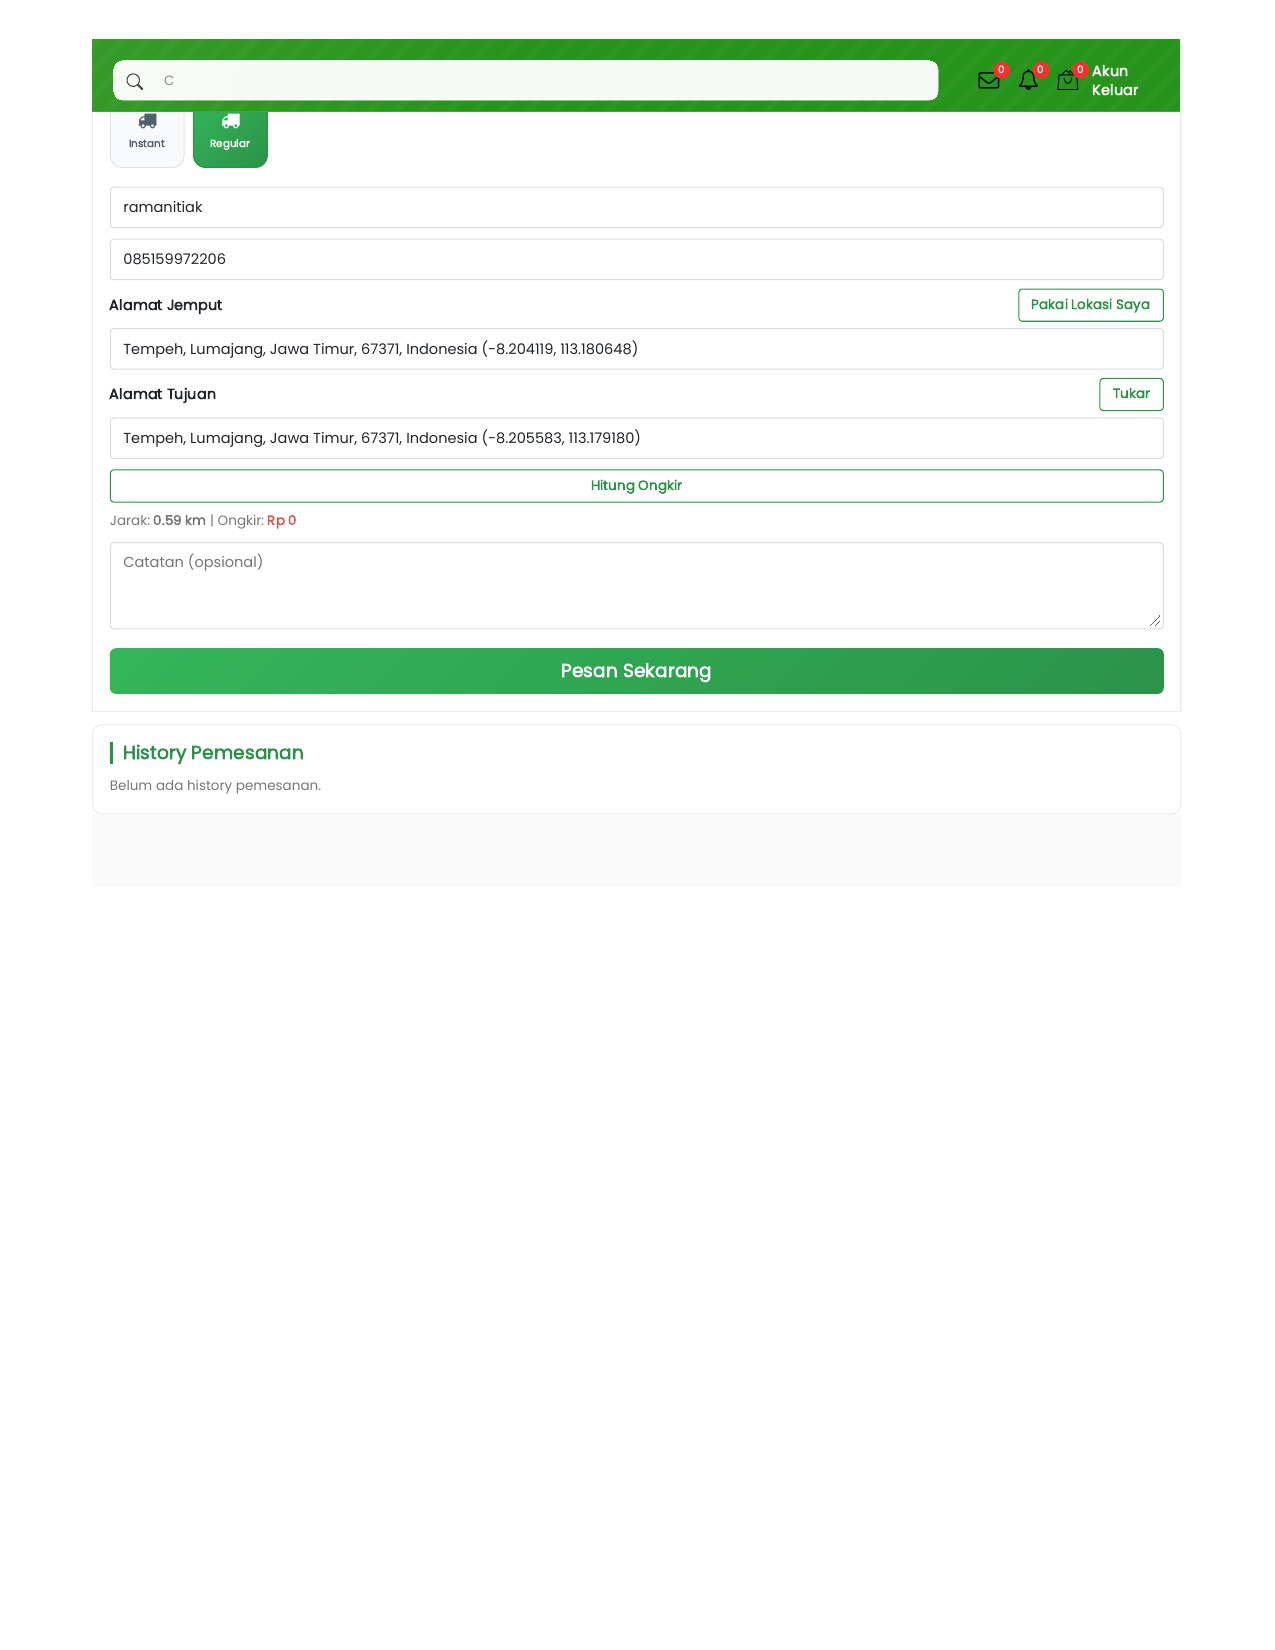 C
0
0
0
Akun
Keluar
Instant
Regular
ramanitiak
085159972206
Alamat Jemput
Pakai Lokasi Saya
Tempeh, Lumajang, Jawa Timur, 67371, Indonesia (-8.204119, 113.180648)
Alamat Tujuan
Tukar
Tempeh, Lumajang, Jawa Timur, 67371, Indonesia (-8.205583, 113.179180)
Hitung Ongkir
Jarak: 0.59 km | Ongkir: Rp 0
Catatan (opsional)
Pesan Sekarang
History Pemesanan
Belum ada history pemesanan.